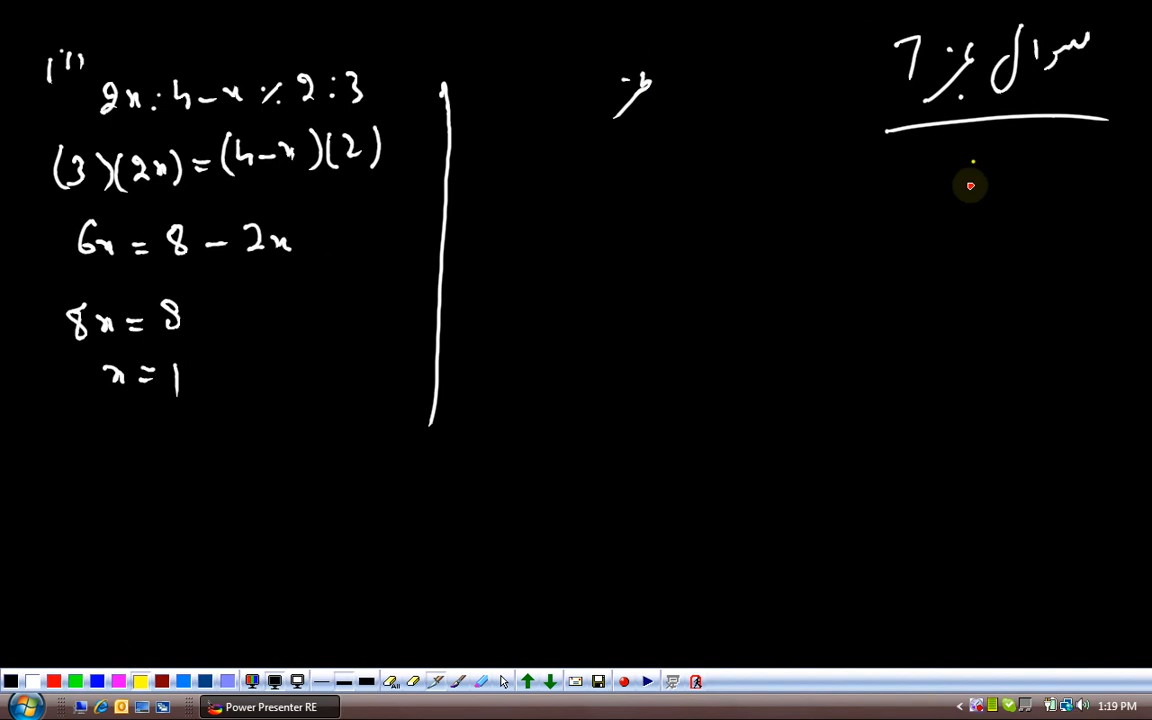 iii
2x : 4 - x :: 2 : 3
(3)(2x) = (4 - x)(2)
6x = 8 - 2x
8x = 8
x = 1
سوال نمبر 7
Power Presenter RE
1:19 PM